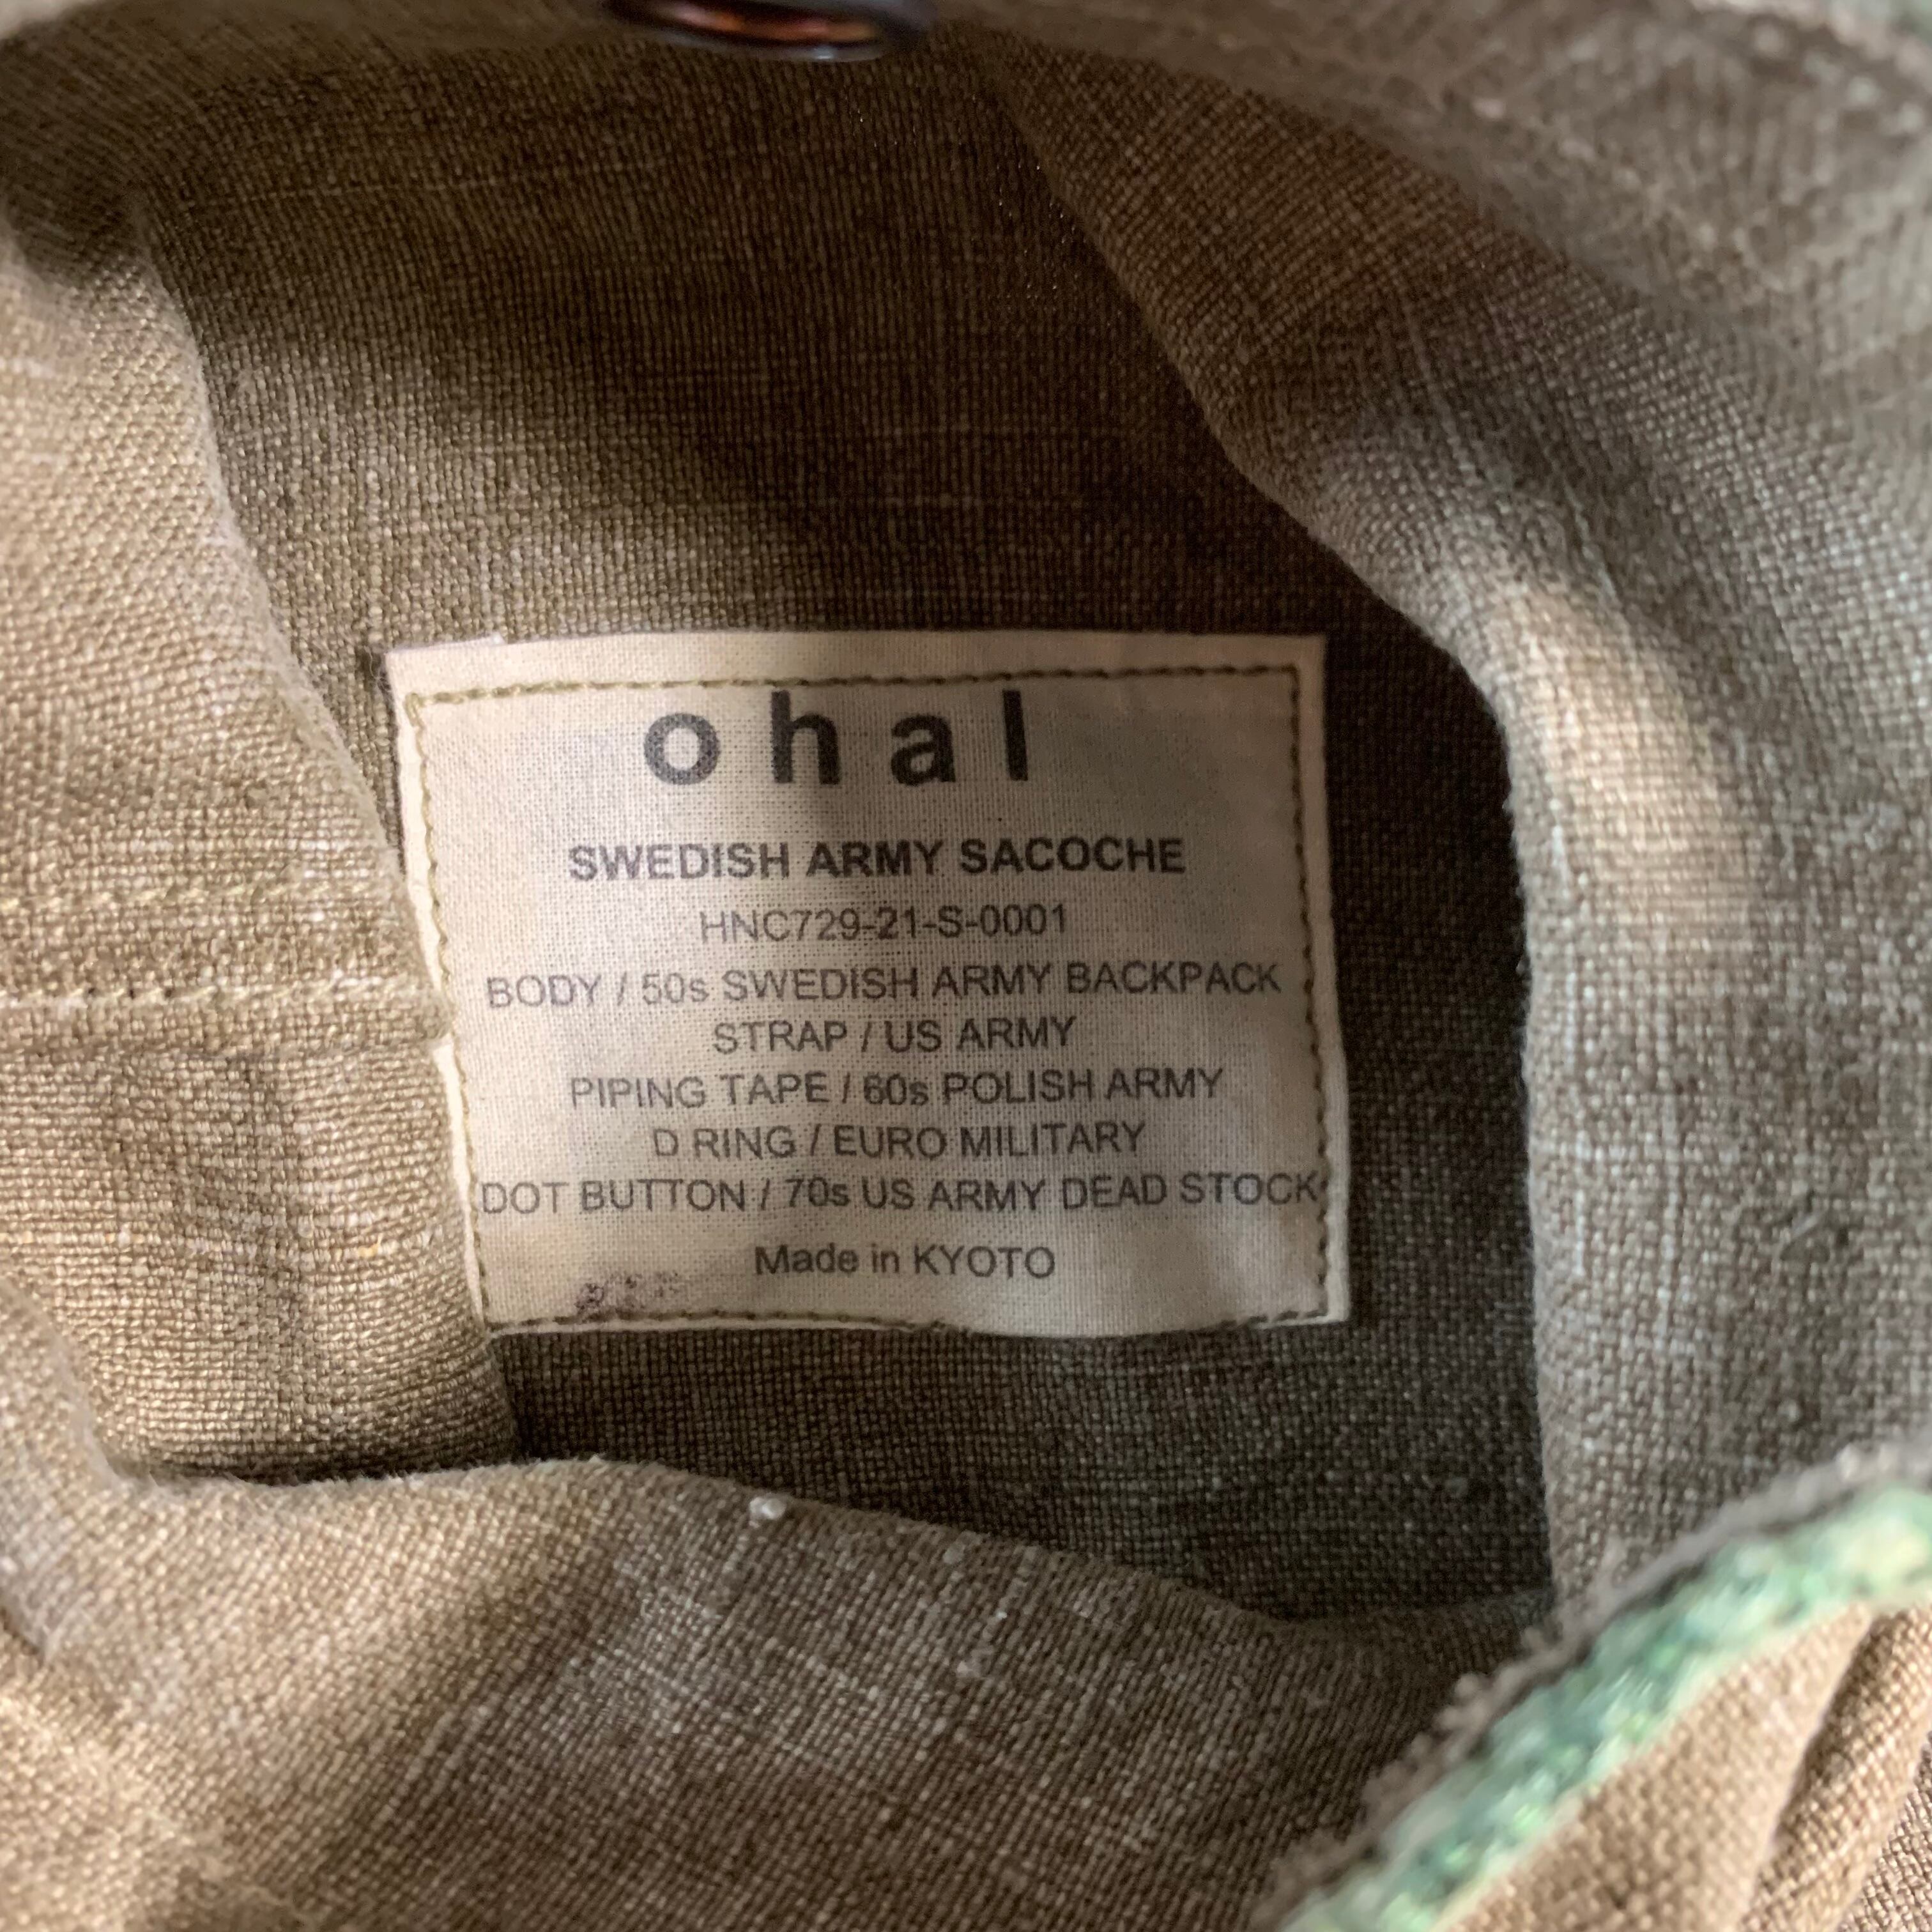 ohal
SWEDISH ARMY SACOCHE
HNC729-21-S-0001
BODY / 50s SWEDISH ARMY BACKPACK
STRAP / US ARMY
PIPING TAPE / 60s POLISH ARMY
D RING / EURO MILITARY
DOT BUTTON / 70s US ARMY DEAD STOCK
Made in KYOTO